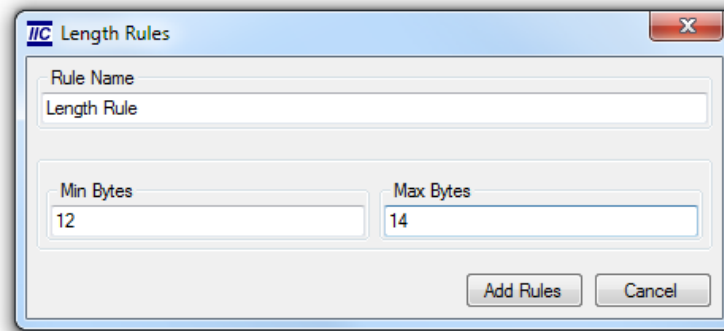 IIC Length Rules
X
Rule Name
Length Rule
Min Bytes Max Bytes
12 14
Add Rules Cancel